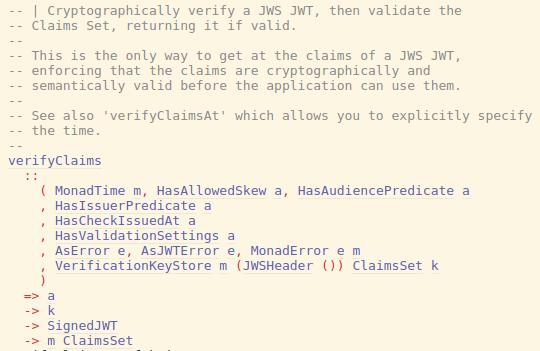 -- | Cryptographically verify a JWS JWT, then validate the
-- Claims Set, returning it if valid.
--
-- This is the only way to get at the claims of a JWS JWT,
-- enforcing that the claims are cryptographically and
-- semantically valid before the application can use them.
--
-- See also 'verifyClaimsAt' which allows you to explicitly specify
-- the time.
--
verifyClaims
  ::
    ( MonadTime m, HasAllowedSkew a, HasAudiencePredicate a
    , HasIssuerPredicate a
    , HasCheckIssuedAt a
    , HasValidationSettings a
    , AsError e, AsJWTError e, MonadError e m
    , VerificationKeyStore m (JWSHeader ()) ClaimsSet k
    )
  => a
  -> k
  -> SignedJWT
  -> m ClaimsSet